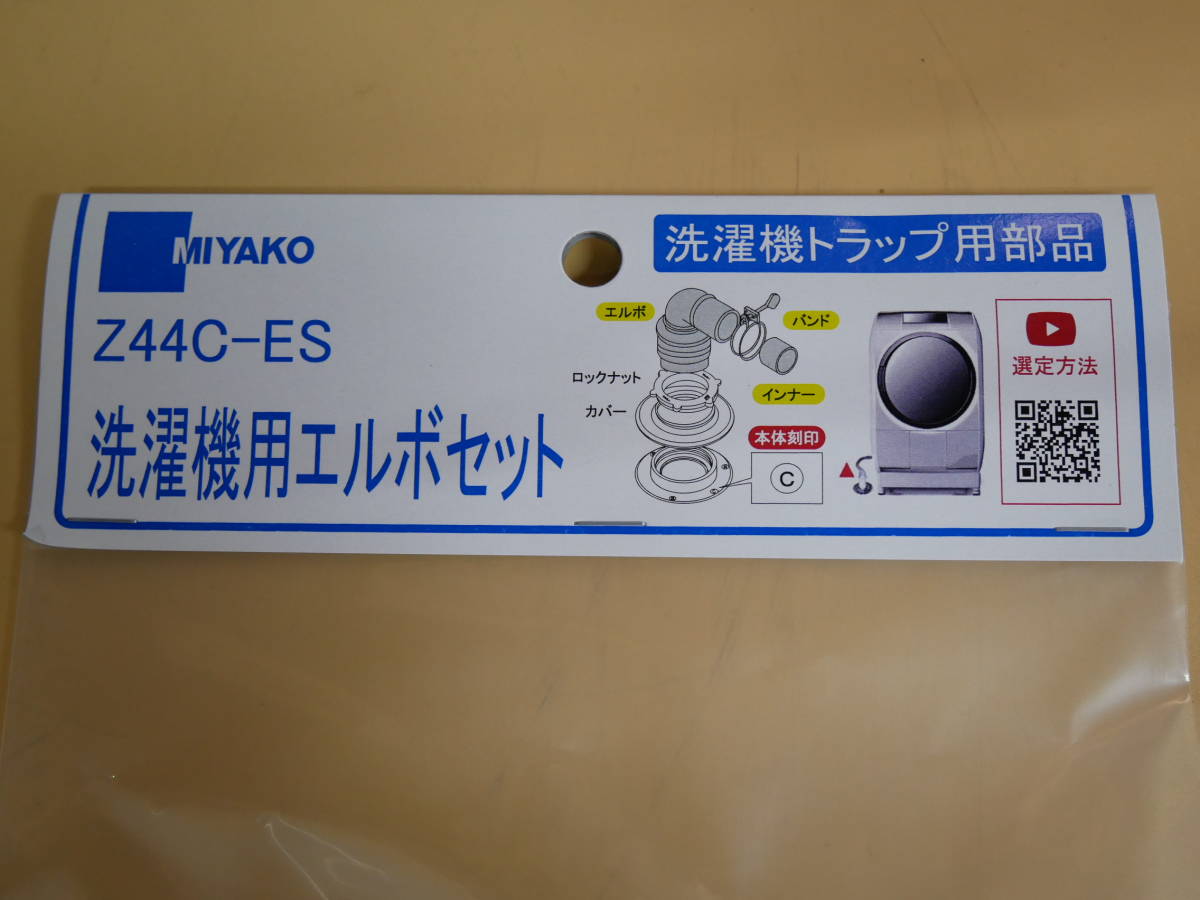 MIYAKO
Z44C-ES
洗濯機用エルボセット
洗濯機トラップ用部品
エルボ
バンド
ロックナット
インナー
カバー
本体刻印
C
選定方法